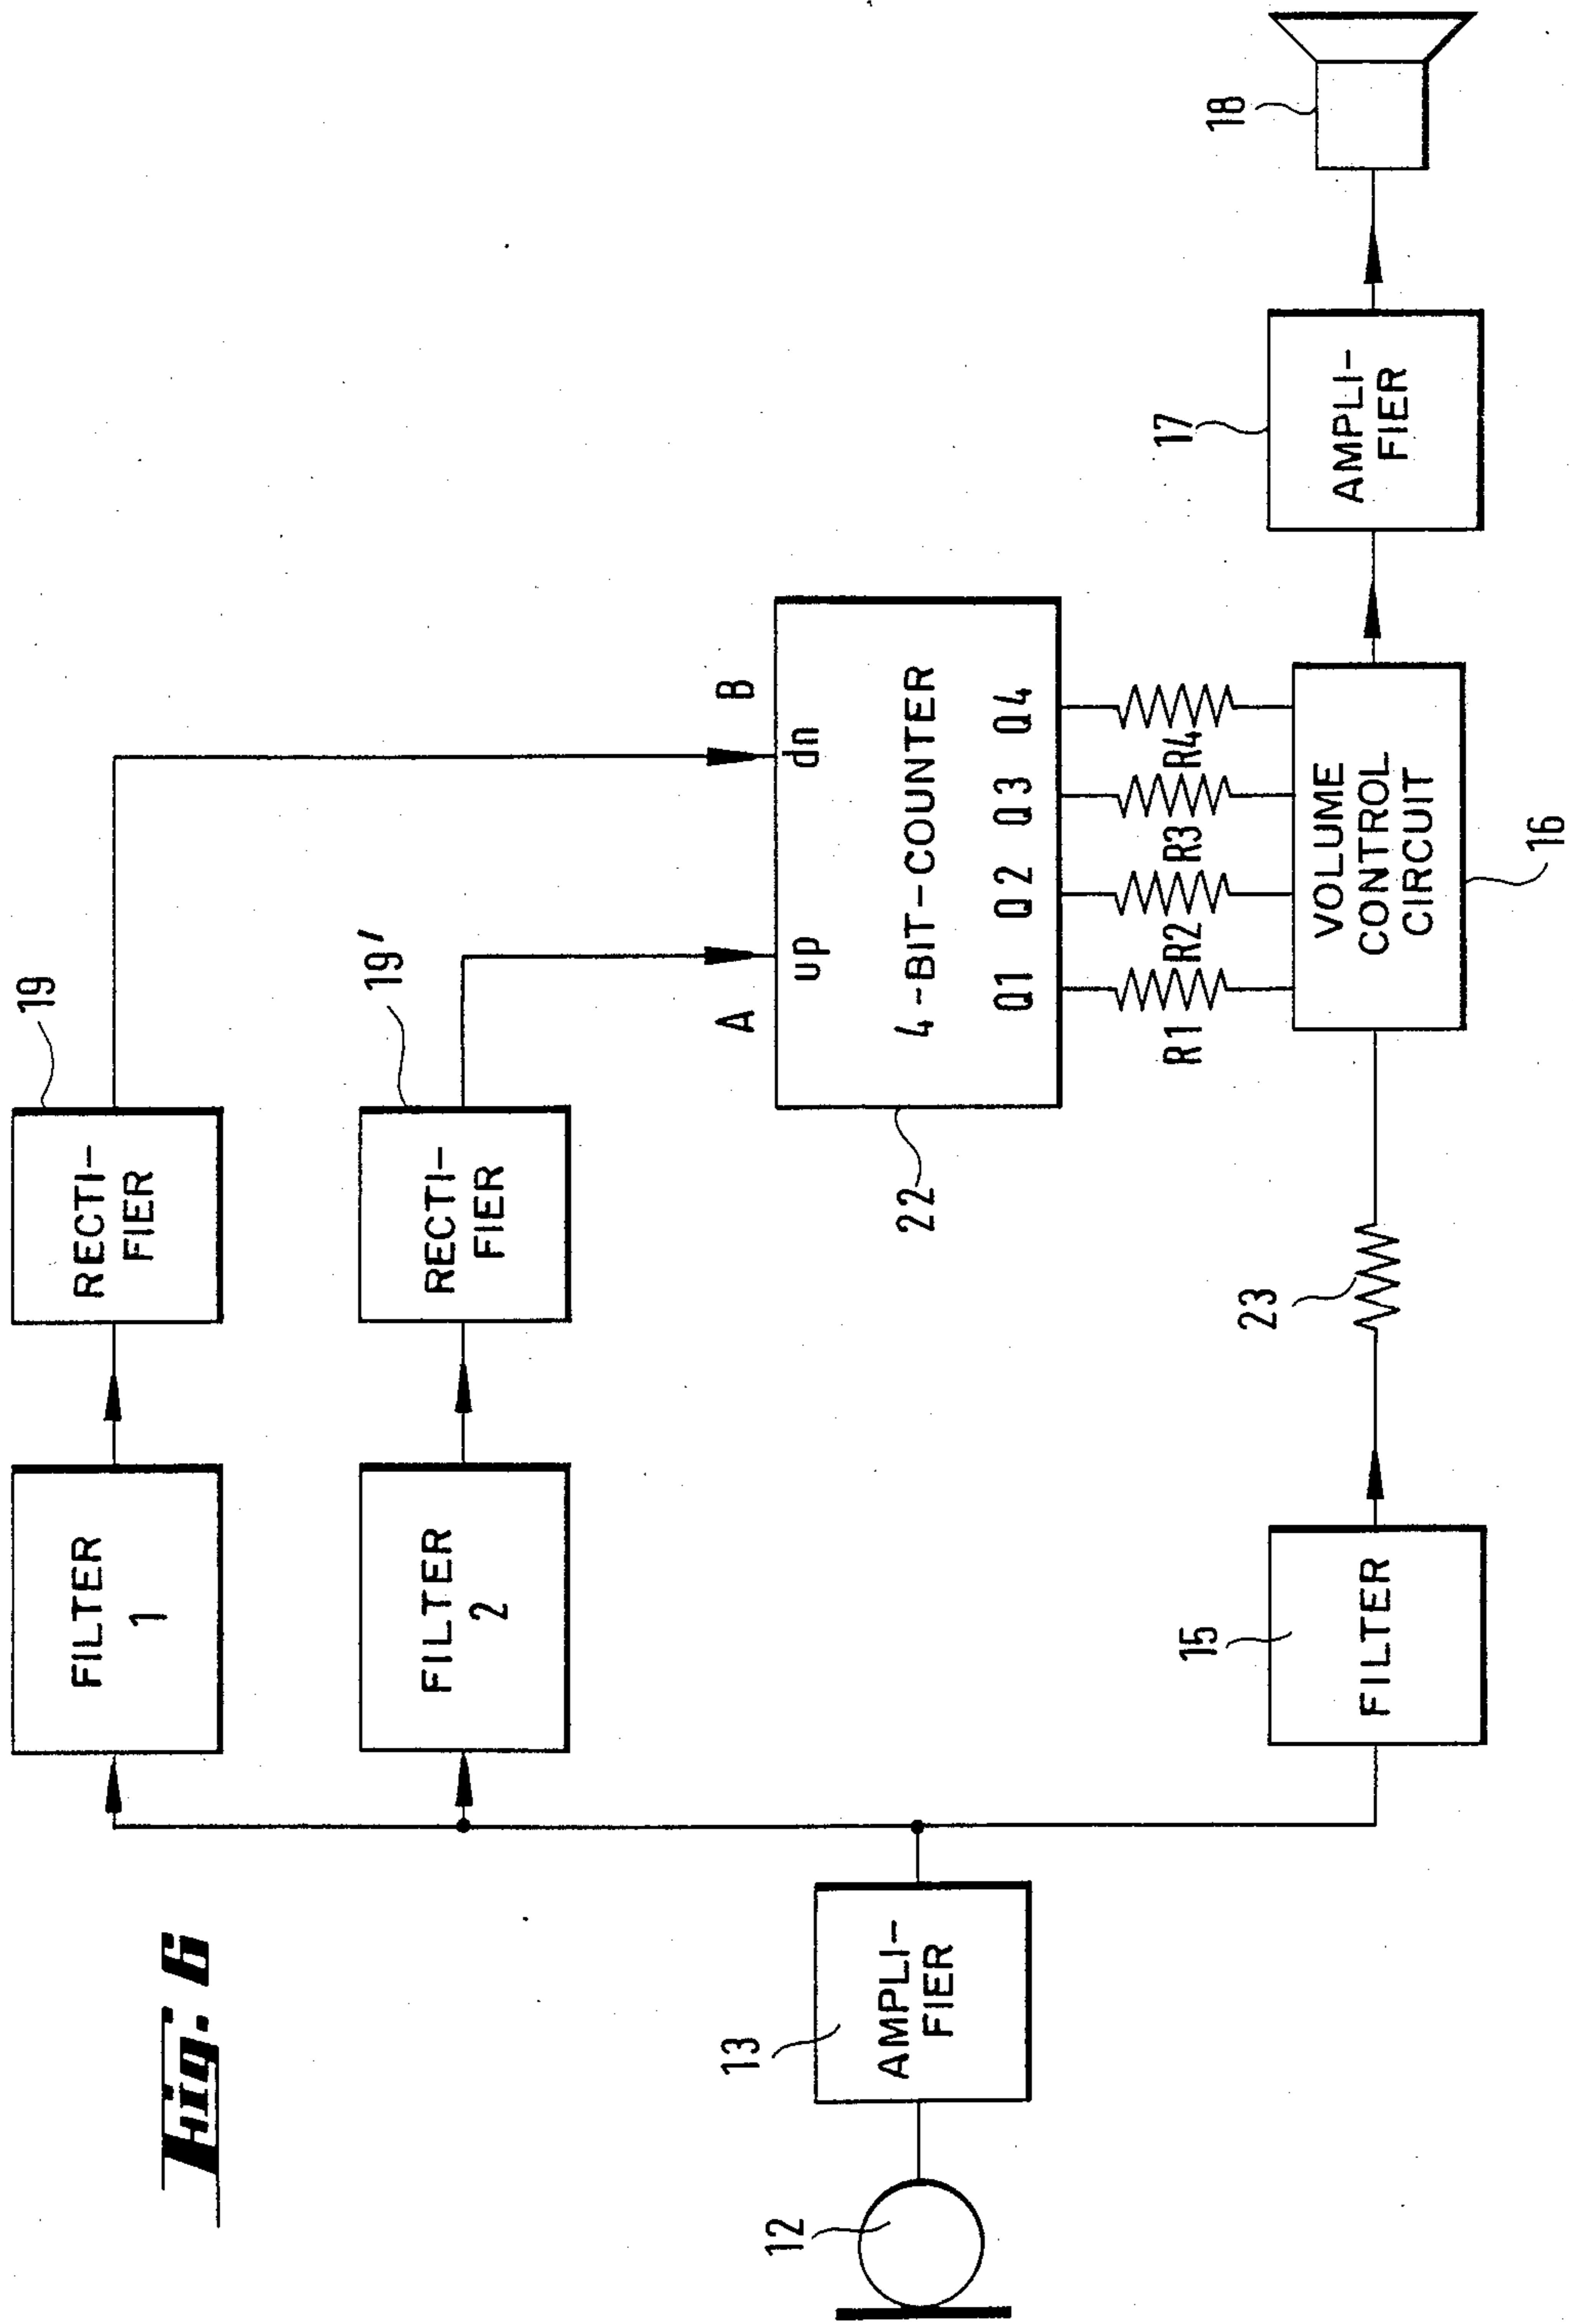 Fig. 6
12
13
AMPLI-
FIER
FILTER
1
FILTER
2
15
FILTER
19
RECTI-
FIER
19'
RECTI-
FIER
23
22
A
B
up
dn
4-BIT-COUNTER
Q1 Q2 Q3 Q4
R1 R2 R3 R4
VOLUME
CONTROL
CIRCUIT
16
17
AMPLI-
FIER
18